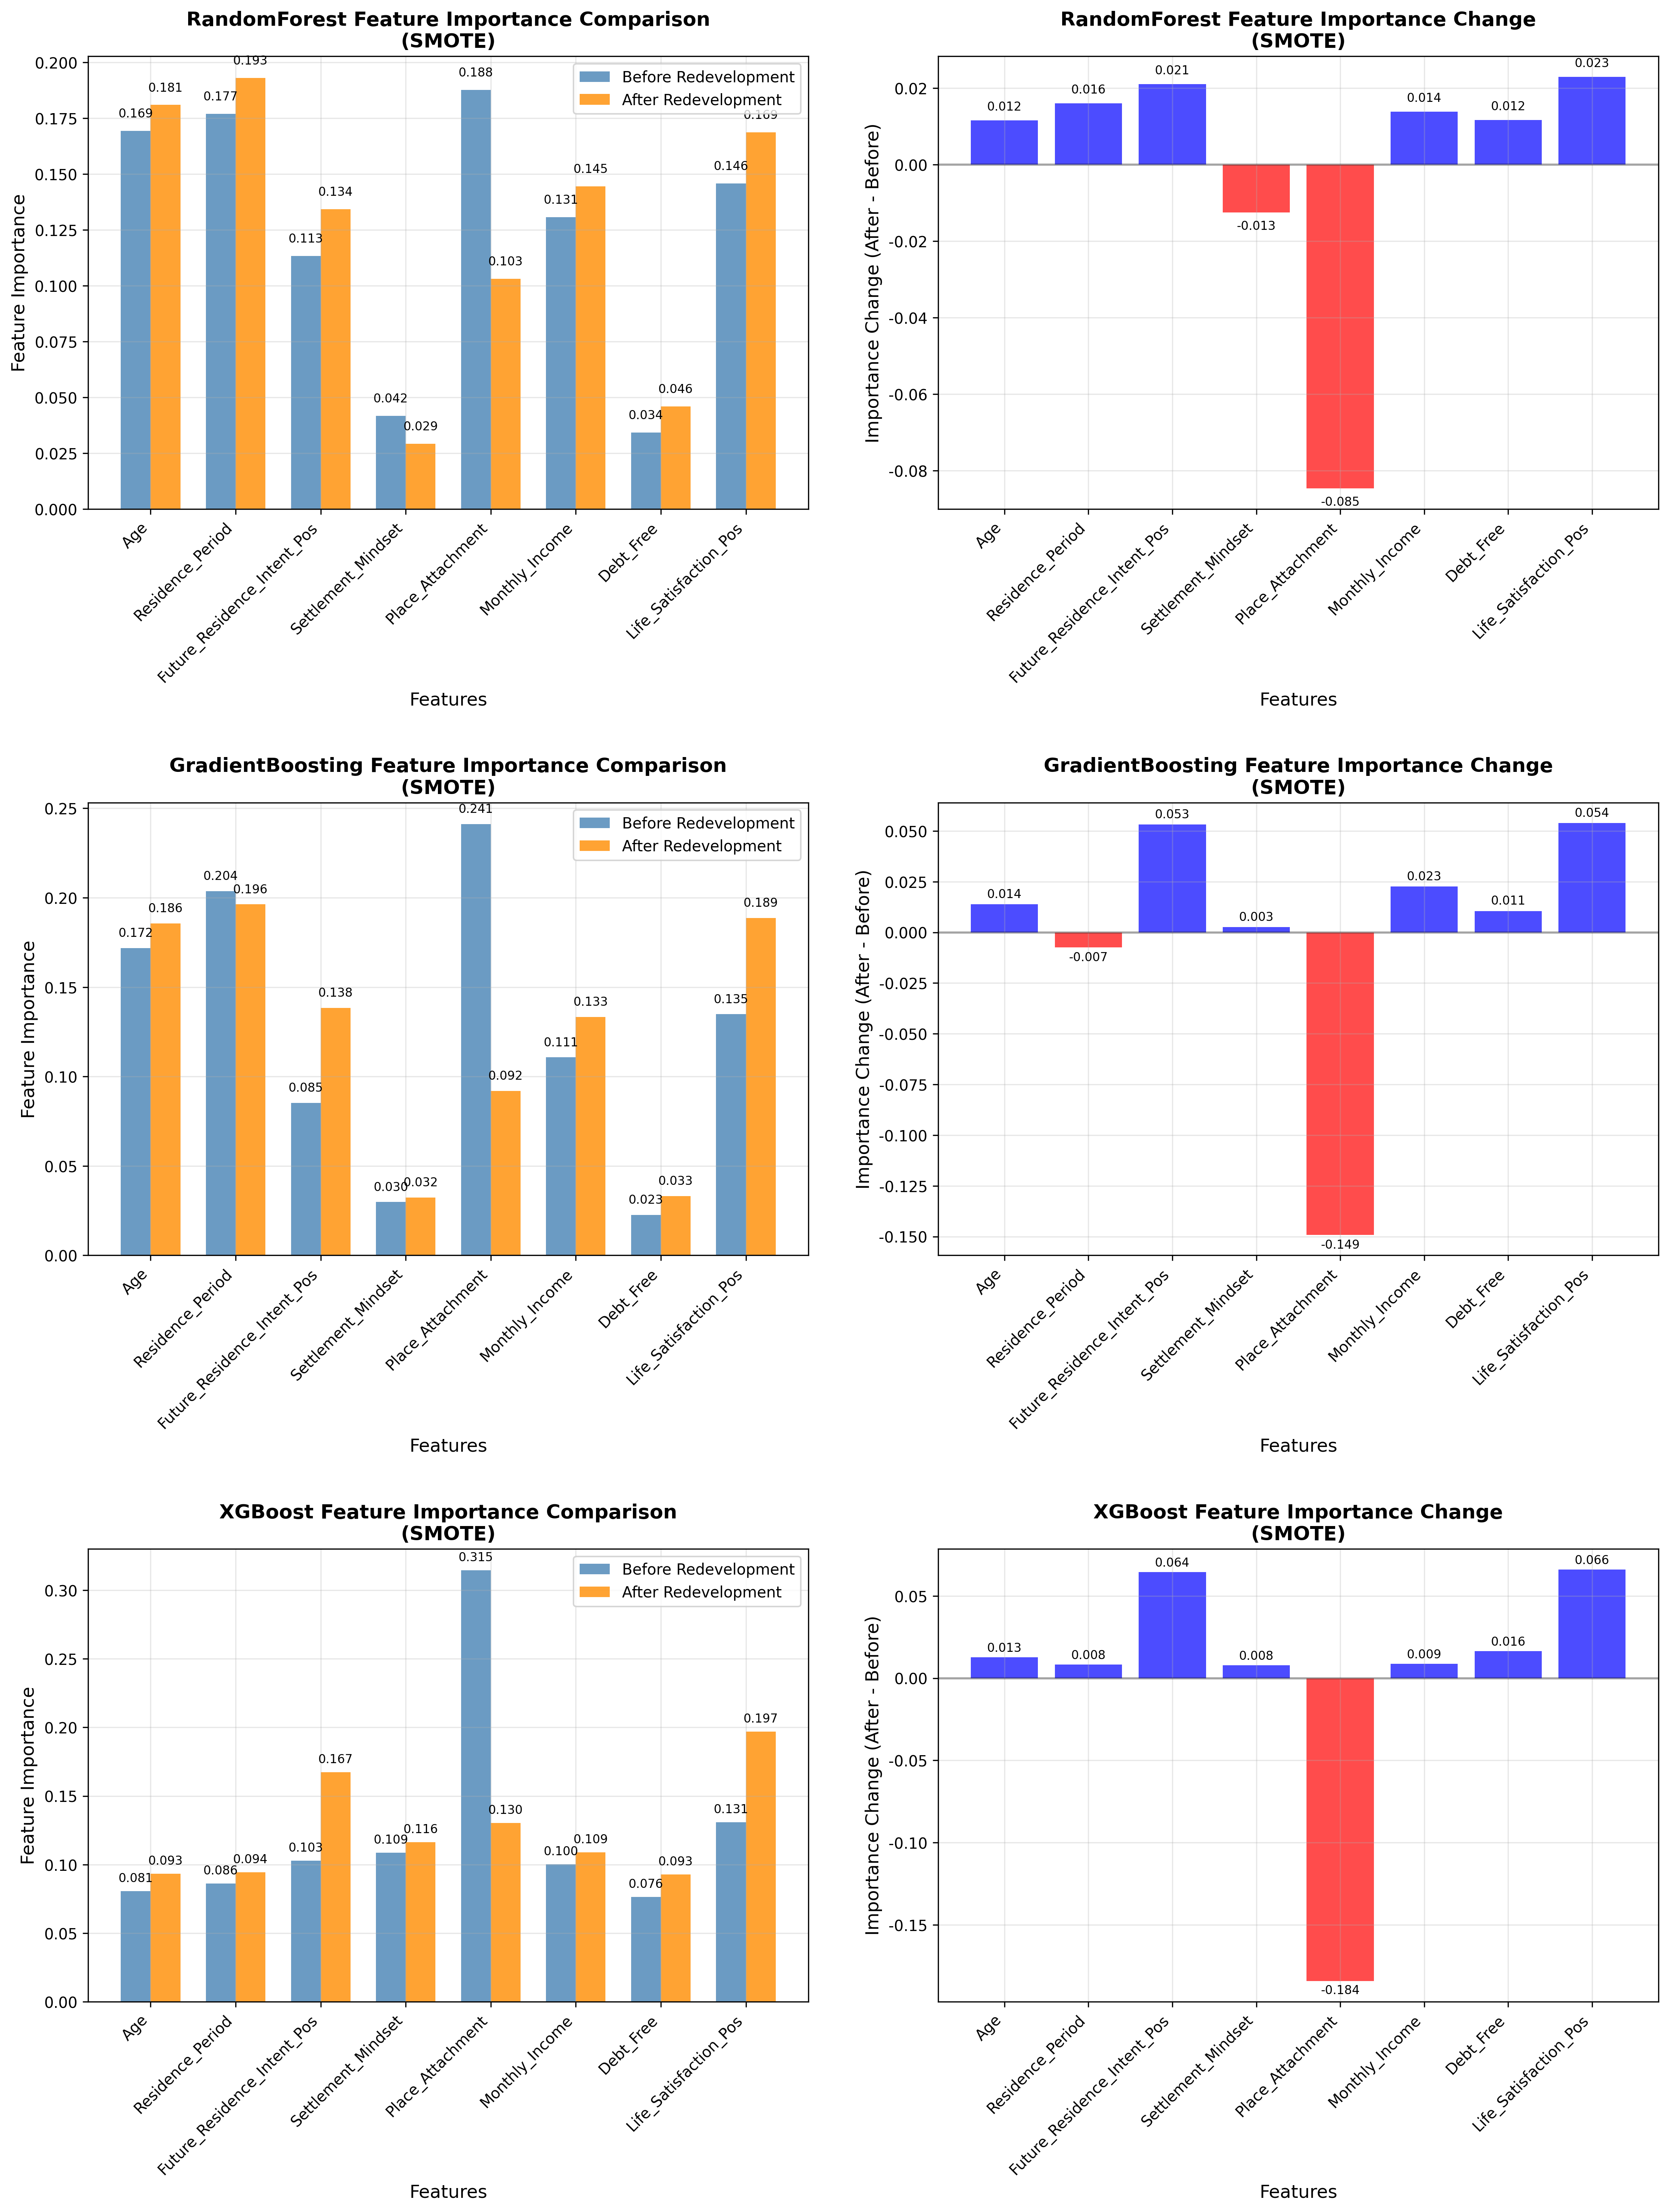 RandomForest Feature Importance Comparison
(SMOTE)
Feature Importance
0.200
0.175
0.150
0.125
0.100
0.075
0.050
0.025
0.000
Before Redevelopment
After Redevelopment
0.169
0.181
0.177
0.193
0.113
0.134
0.042
0.029
0.188
0.103
0.131
0.145
0.034
0.046
0.146
0.169
Age
Residence_Period
Future_Residence_Intent_Pos
Settlement_Mindset
Place_Attachment
Monthly_Income
Debt_Free
Life_Satisfaction_Pos
Features
RandomForest Feature Importance Change
(SMOTE)
Importance Change (After - Before)
0.02
0.00
-0.02
-0.04
-0.06
-0.08
0.012
0.016
0.021
-0.013
-0.085
0.014
0.012
0.023
Age
Residence_Period
Future_Residence_Intent_Pos
Settlement_Mindset
Place_Attachment
Monthly_Income
Debt_Free
Life_Satisfaction_Pos
Features
GradientBoosting Feature Importance Comparison
(SMOTE)
Feature Importance
0.25
0.20
0.15
0.10
0.05
0.00
Before Redevelopment
After Redevelopment
0.172
0.186
0.204
0.196
0.085
0.138
0.030
0.032
0.241
0.092
0.111
0.133
0.023
0.033
0.135
0.189
Age
Residence_Period
Future_Residence_Intent_Pos
Settlement_Mindset
Place_Attachment
Monthly_Income
Debt_Free
Life_Satisfaction_Pos
Features
GradientBoosting Feature Importance Change
(SMOTE)
Importance Change (After - Before)
0.050
0.025
0.000
-0.025
-0.050
-0.075
-0.100
-0.125
-0.150
0.014
-0.007
0.053
0.003
-0.149
0.023
0.011
0.054
Age
Residence_Period
Future_Residence_Intent_Pos
Settlement_Mindset
Place_Attachment
Monthly_Income
Debt_Free
Life_Satisfaction_Pos
Features
XGBoost Feature Importance Comparison
(SMOTE)
Feature Importance
0.30
0.25
0.20
0.15
0.10
0.05
0.00
Before Redevelopment
After Redevelopment
0.081
0.093
0.086
0.094
0.103
0.167
0.109
0.116
0.315
0.130
0.100
0.109
0.076
0.093
0.131
0.197
Age
Residence_Period
Future_Residence_Intent_Pos
Settlement_Mindset
Place_Attachment
Monthly_Income
Debt_Free
Life_Satisfaction_Pos
Features
XGBoost Feature Importance Change
(SMOTE)
Importance Change (After - Before)
0.05
0.00
-0.05
-0.10
-0.15
0.013
0.008
0.064
0.008
-0.184
0.009
0.016
0.066
Age
Residence_Period
Future_Residence_Intent_Pos
Settlement_Mindset
Place_Attachment
Monthly_Income
Debt_Free
Life_Satisfaction_Pos
Features